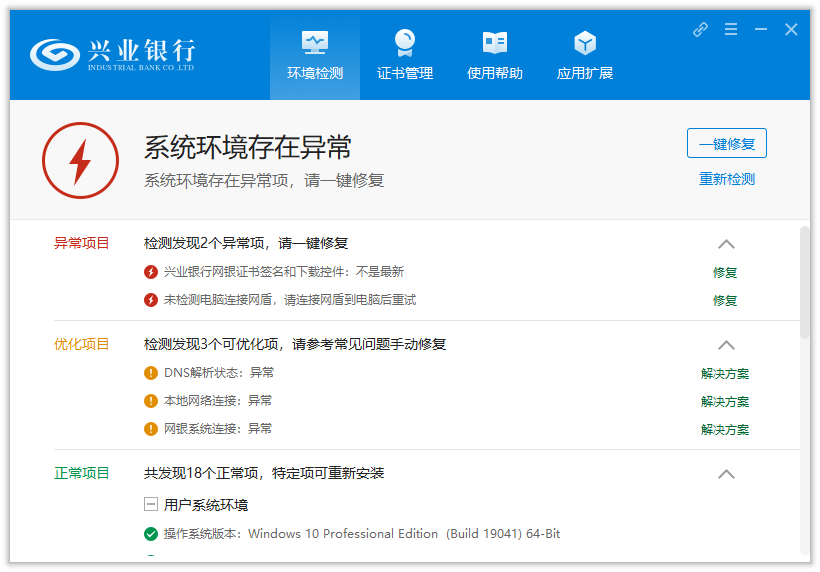 兴业银行
INDUSTRIAL BANK CO.,LTD
环境检测
证书管理
使用帮助
应用扩展
系统环境存在异常
系统环境存在异常项，请一键修复
一键修复
重新检测
异常项目
检测发现2个异常项，请一键修复
兴业银行网银证书签名和下载控件：不是最新
修复
未检测电脑连接网盾，请连接网盾到电脑后重试
修复
优化项目
检测发现3个可优化项，请参考常见问题手动修复
DNS解析状态：异常
解决方案
本地网络连接：异常
解决方案
网银系统连接：异常
解决方案
正常项目
共发现18个正常项，特定项可重新安装
用户系统环境
操作系统版本：Windows 10 Professional Edition (Build 19041) 64-Bit